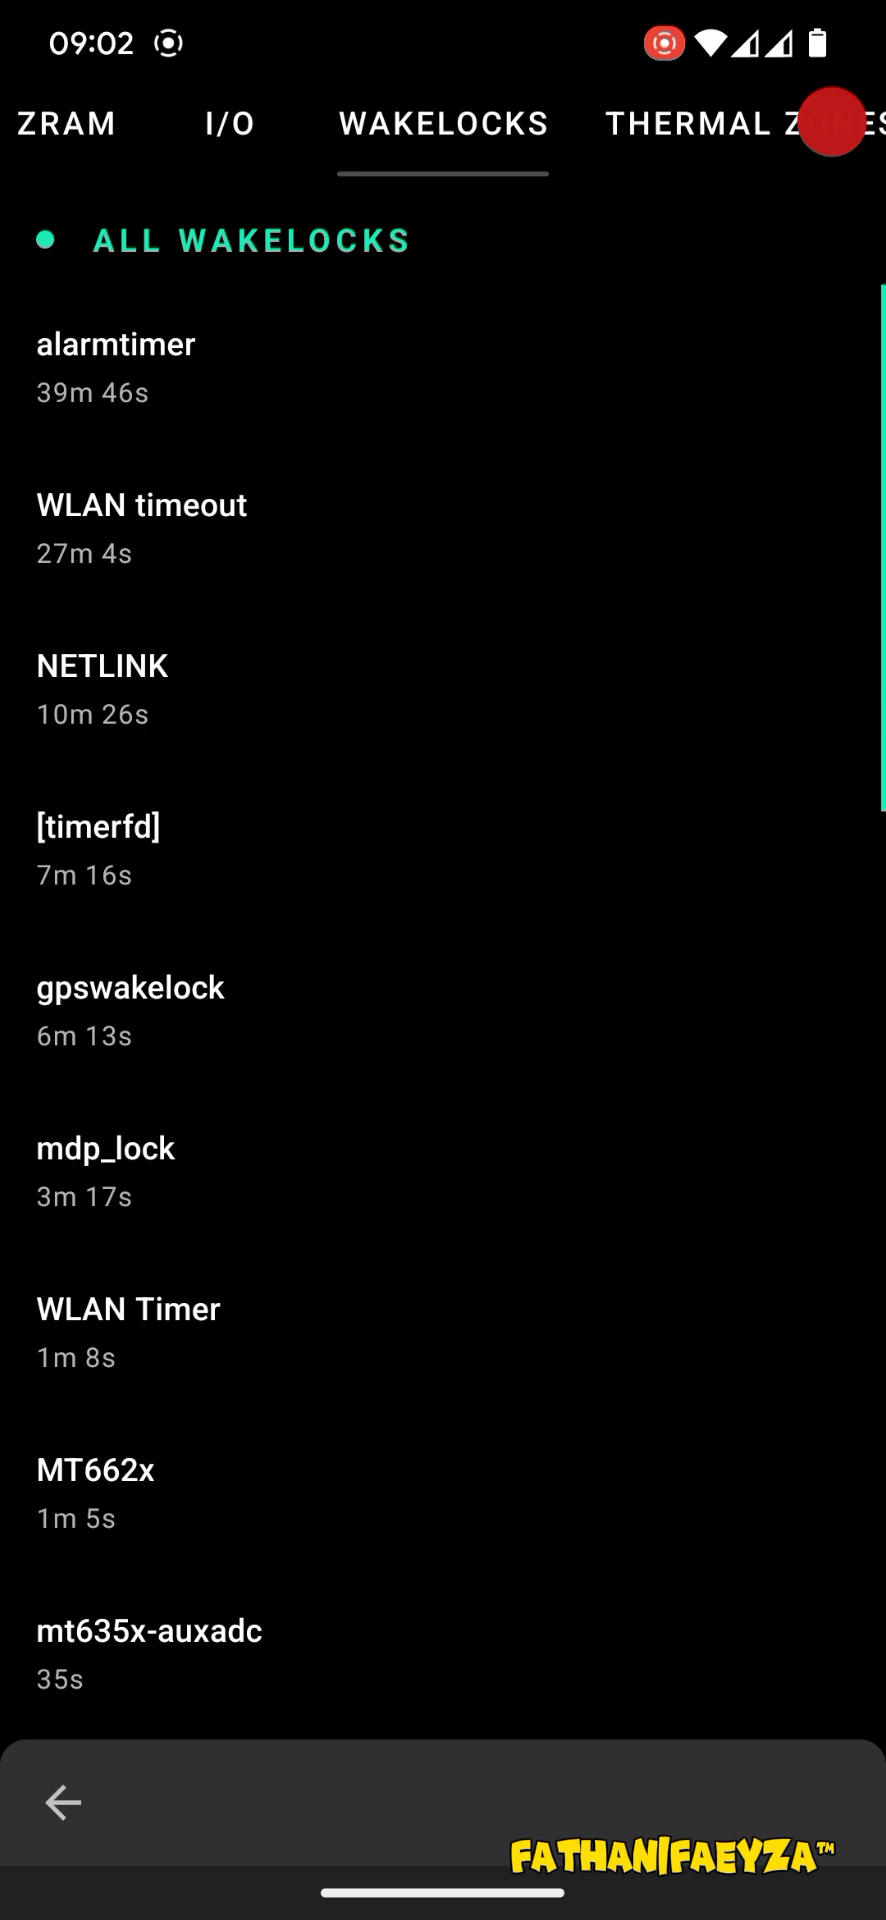 09:02
ZRAM I/O WAKELOCKS THERMAL ZONES
ALL WAKELOCKS
alarmtimer
39m 46s
WLAN timeout
27m 4s
NETLINK
10m 26s
[timerfd]
7m 16s
gpswakelock
6m 13s
mdp_lock
3m 17s
WLAN Timer
1m 8s
MT662x
1m 5s
mt635x-auxadc
35s
FATHANIFAEYZA™